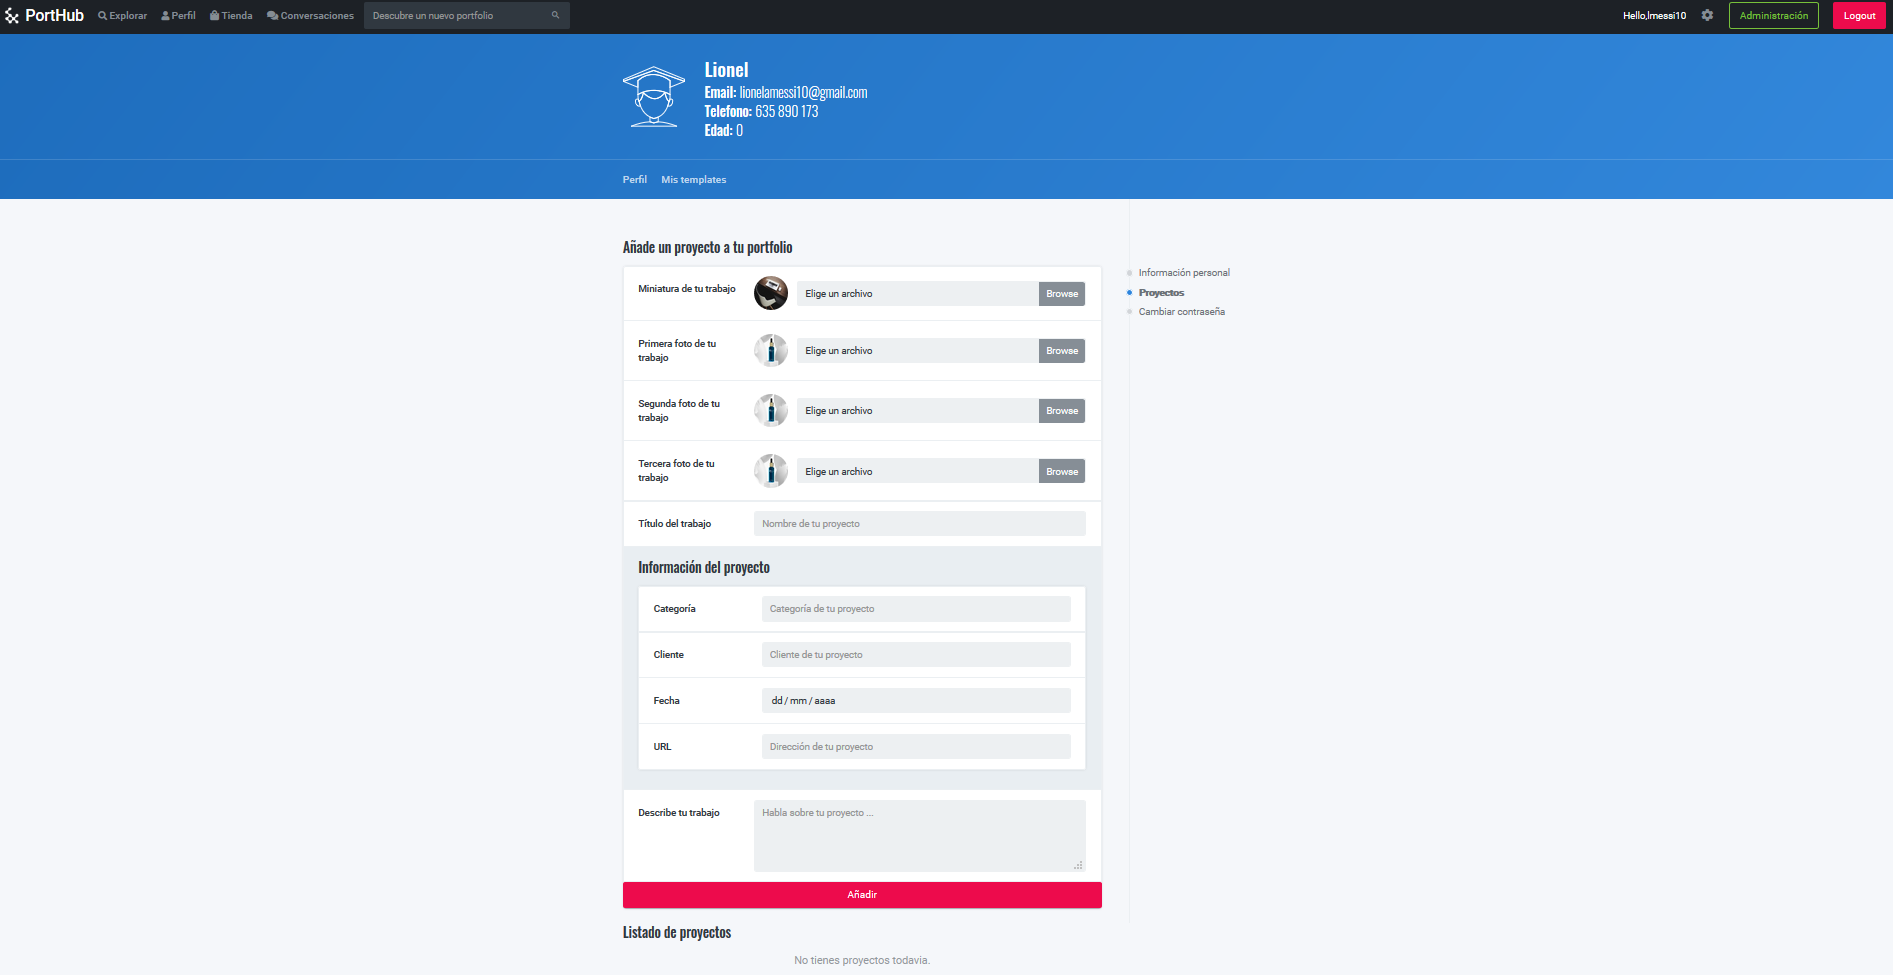 PortHub Explorar Perfil Tienda Conversaciones Descubre un nuevo portfolio Hello,lmessi10 Administración Logout
Lionel
Email: lionelamessi10@gmail.com
Telefono: 635 890 173
Edad: 0
Perfil Mis templates
Añade un proyecto a tu portfolio
Miniatura de tu trabajo Elige un archivo Browse
Primera foto de tu
trabajo
Elige un archivo Browse
Segunda foto de tu
trabajo
Elige un archivo Browse
Tercera foto de tu
trabajo
Elige un archivo Browse
Título del trabajo Nombre de tu proyecto
Información del proyecto
Categoría Categoría de tu proyecto
Cliente Cliente de tu proyecto
Fecha dd / mm / aaaa
URL Dirección de tu proyecto
Describe tu trabajo Habla sobre tu proyecto ...
Añadir
Listado de proyectos
No tienes proyectos todavia.
Información personal
Proyectos
Cambiar contraseña